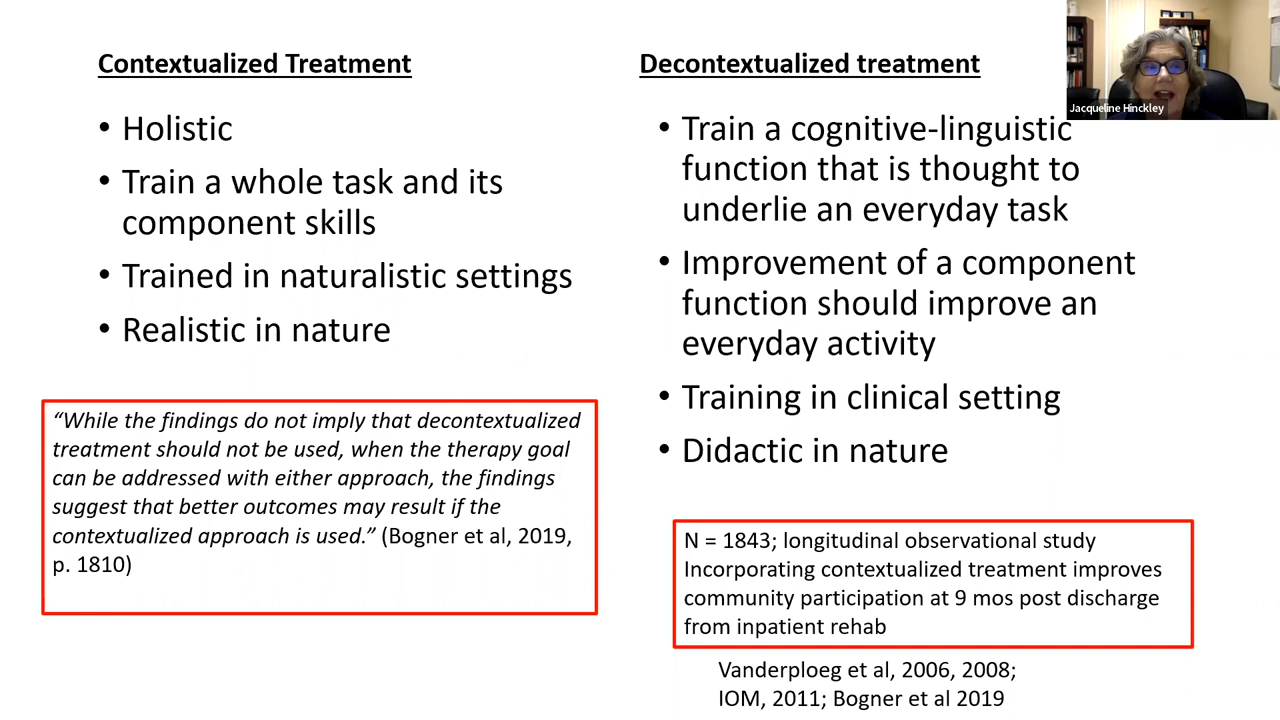 Contextualized Treatment
• Holistic
• Train a whole task and its
component skills
• Trained in naturalistic settings
• Realistic in nature
“While the findings do not imply that decontextualized
treatment should not be used, when the therapy goal
can be addressed with either approach, the findings
suggest that better outcomes may result if the
contextualized approach is used.” (Bogner et al, 2019,
p. 1810)
Decontextualized treatment
• Train a cognitive-linguistic
function that is thought to
underlie an everyday task
• Improvement of a component
function should improve an
everyday activity
• Training in clinical setting
• Didactic in nature
N = 1843; longitudinal observational study
Incorporating contextualized treatment improves
community participation at 9 mos post discharge
from inpatient rehab
Vanderploeg et al, 2006, 2008;
IOM, 2011; Bogner et al 2019
Jacqueline Hinckley